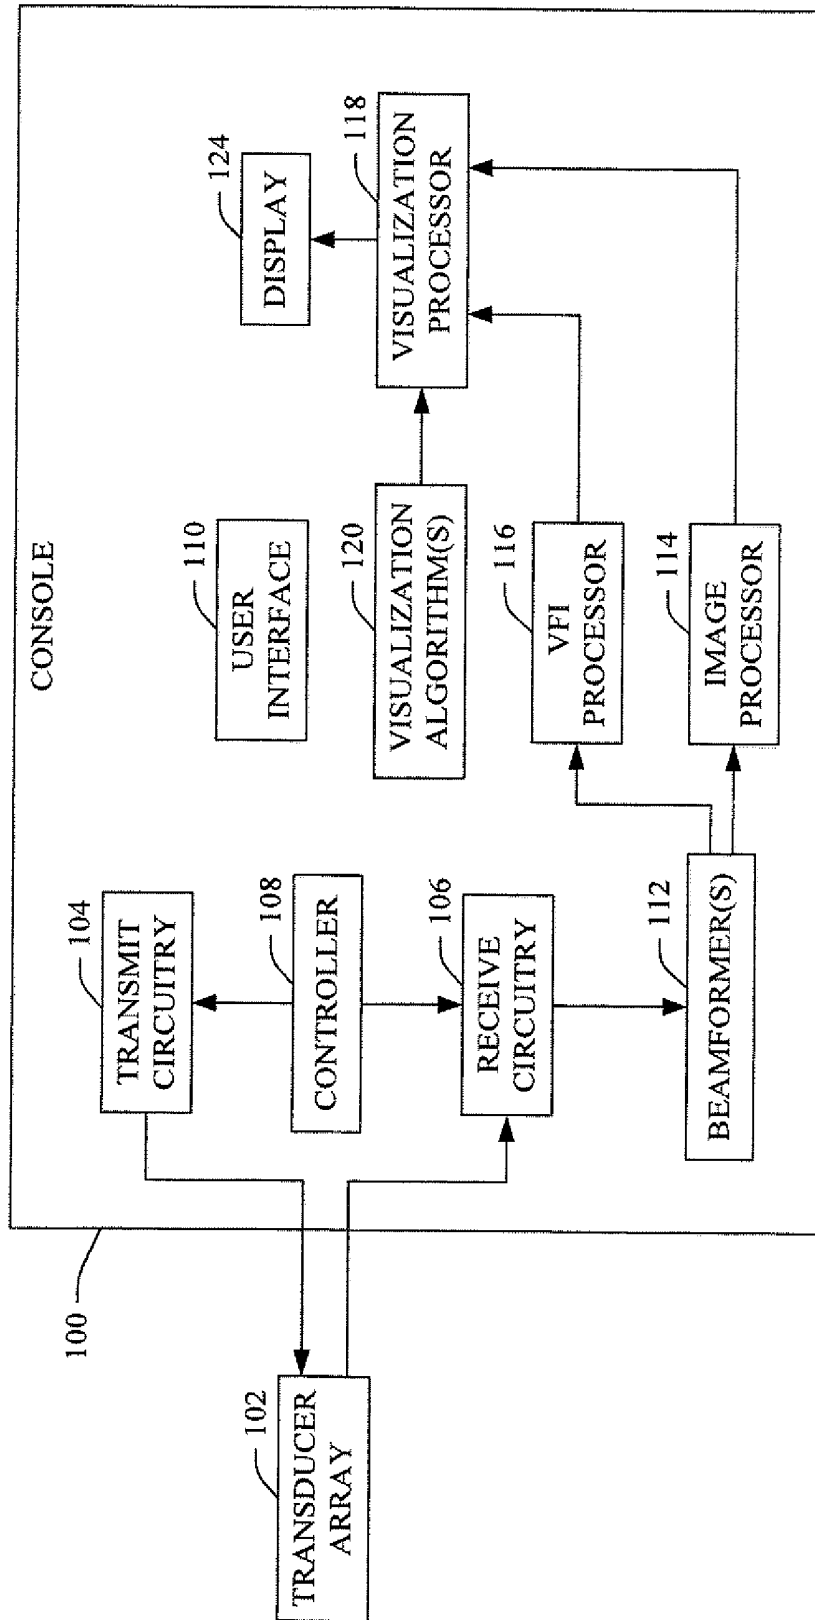 CONSOLE
100
102
TRANSDUCER
ARRAY
104
TRANSMIT
CIRCUITRY
108
CONTROLLER
106
RECEIVE
CIRCUITRY
112
BEAMFORMER(S)
110
USER
INTERFACE
120
VISUALIZATION
ALGORITHM(S)
116
VFI
PROCESSOR
114
IMAGE
PROCESSOR
124
DISPLAY
118
VISUALIZATION
PROCESSOR